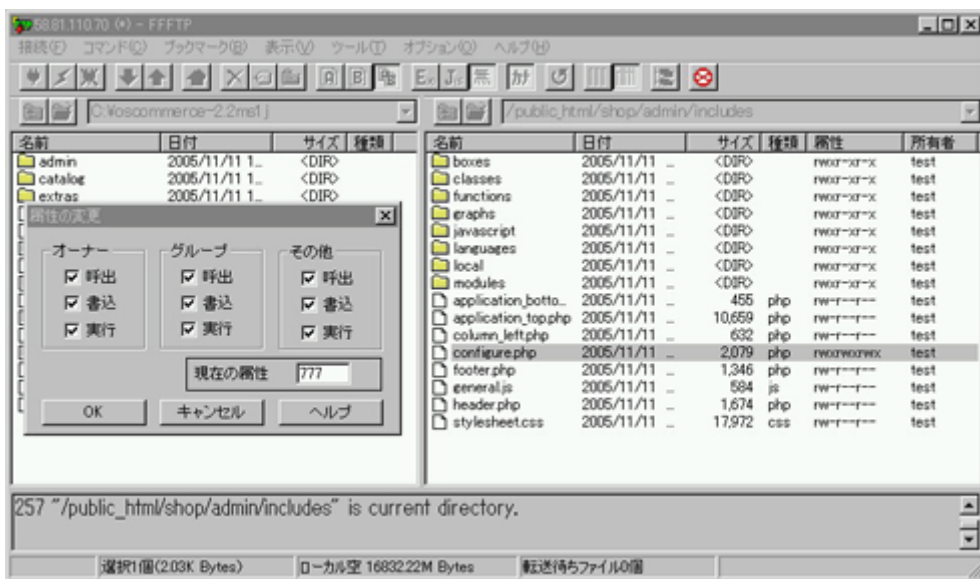 58.81.110.70 (*) - FFFTP
接続(F) コマンド(C) ブックマーク(B) 表示(V) ツール(T) オプション(O) ヘルプ(H)
C:¥oscommerce-2.2ms1j
/public_html/shop/admin/includes
名前 日付 サイズ 種類
admin 2005/11/11 1... <DIR>
catalog 2005/11/11 1... <DIR>
extras 2005/11/11 1... <DIR>
属性の変更
オーナー グループ その他
呼出 呼出 呼出
書込 書込 書込
実行 実行 実行
現在の属性 777
OK キャンセル ヘルプ
名前 日付 サイズ 種類 属性 所有者
boxes 2005/11/11 ... <DIR> rwxr-xr-x test
classes 2005/11/11 ... <DIR> rwxr-xr-x test
functions 2005/11/11 ... <DIR> rwxr-xr-x test
graphs 2005/11/11 ... <DIR> rwxr-xr-x test
javascript 2005/11/11 ... <DIR> rwxr-xr-x test
languages 2005/11/11 ... <DIR> rwxr-xr-x test
local 2005/11/11 ... <DIR> rwxr-xr-x test
modules 2005/11/11 ... <DIR> rwxr-xr-x test
application_botto... 2005/11/11 ... 455 php rw-r--r-- test
application_top.php 2005/11/11 ... 10,659 php rw-r--r-- test
column_left.php 2005/11/11 ... 632 php rw-r--r-- test
configure.php 2005/11/11 ... 2,079 php rwxrwxrwx test
footer.php 2005/11/11 ... 1,346 php rw-r--r-- test
general.js 2005/11/11 ... 584 js rw-r--r-- test
header.php 2005/11/11 ... 1,674 php rw-r--r-- test
stylesheet.css 2005/11/11 ... 17,972 css rw-r--r-- test
257 "/public_html/shop/admin/includes" is current directory.
選択1個(2.03K Bytes) ローカル空 16832.22M Bytes 転送待ちファイル0個